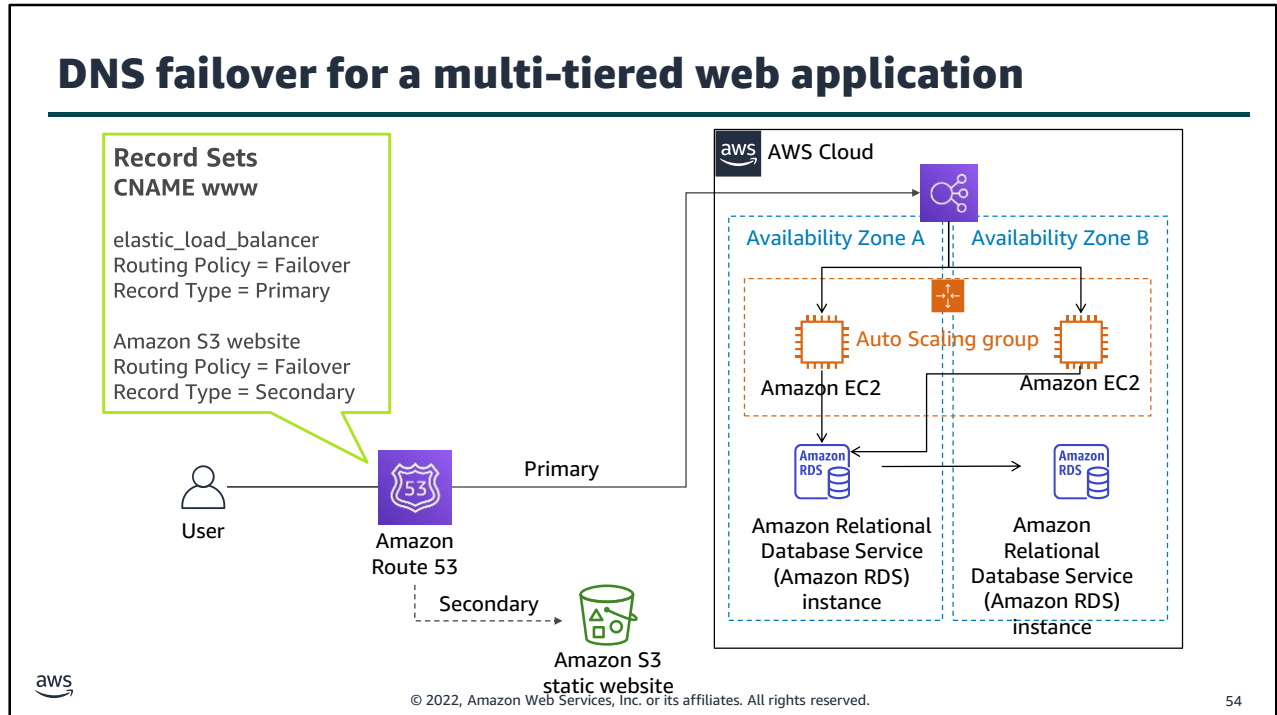 DNS failover for a multi-tiered web application
Record Sets
CNAME www
elastic_load_balancer
Routing Policy = Failover
Record Type = Primary
Amazon S3 website
Routing Policy = Failover
Record Type = Secondary
aws
AWS Cloud
Availability Zone A
Availability Zone B
Auto Scaling group
Amazon EC2
Amazon EC2
User
53
Amazon
Route 53
Primary
Secondary
Amazon S3
static website
Amazon
RDS
Amazon Relational
Database Service
(Amazon RDS)
instance
Amazon
RDS
Amazon
Relational
Database Service
(Amazon RDS)
instance
aws
© 2022, Amazon Web Services, Inc. or its affiliates. All rights reserved.
54